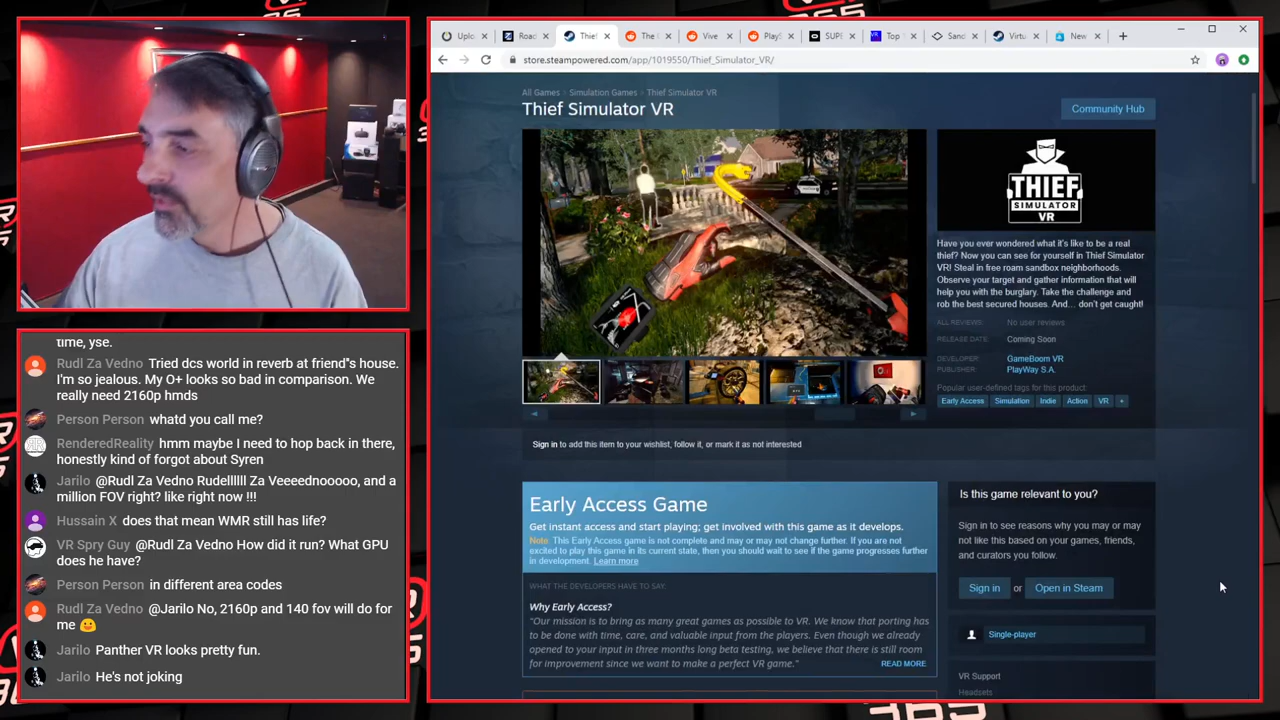 time, yse.
Rudl Za Vedno Tried dcs world in reverb at friend"s house.
I'm so jealous. My O+ looks so bad in comparison. We
really need 2160p hmds
Person Person whatd you call me?
RenderedReality hmm maybe I need to hop back in there,
honestly kind of forgot about Syren
Jarilo @Rudl Za Vedno Rudellllll Za Veeeednooooo, and a
million FOV right? like right now !!!
Hussain X does that mean WMR still has life?
VR Spry Guy @Rudl Za Vedno How did it run? What GPU
does he have?
Person Person in different area codes
Rudl Za Vedno @Jarilo No, 2160p and 140 fov will do for
me 😀
Jarilo Panther VR looks pretty fun.
Jarilo He's not joking
Uplo
Road
Thie
The
Vive
Play
SUPE
Top
Sand
Virtu
New
store.steampowered.com/app/1019550/Thief_Simulator_VR/
All Games > Simulation Games > Thief Simulator VR
Thief Simulator VR
Community Hub
THIEF
SIMULATOR
VR
Have you ever wondered what it's like to be a real
thief? Now you can see for yourself in Thief Simulator
VR! Steal in free roam sandbox neighborhoods.
Observe your target and gather information that will
help you with the burglary. Take the challenge and
rob the best secured houses. And... don't get caught!
ALL REVIEWS: No user reviews
RELEASE DATE: Coming Soon
DEVELOPER: GameBoom VR
PUBLISHER: PlayWay S.A.
Popular user-defined tags for this product:
Early Access Simulation Indie Action VR +
Sign in to add this item to your wishlist, follow it, or mark it as not interested
Early Access Game
Get instant access and start playing; get involved with this game as it develops.
Note: This Early Access game is not complete and may or may not change further. If you are
not excited to play this game in its current state, then you should wait to see if the game progresses further
in development. Learn more
WHAT THE DEVELOPERS HAVE TO SAY:
Why Early Access?
"Our mission is to bring as many great games as possible to VR. We know that porting has
to be done with time, care, and valuable input from the players. Even though we already
opened to your input in three months long beta testing, we believe that there is still room
for improvement since we want to make a perfect VR game."
READ MORE
Is this game relevant to you?
Sign in to see reasons why you may or may
not like this based on your games, friends,
and curators you follow.
Sign in or Open in Steam
Single-player
VR Support
Headsets
365